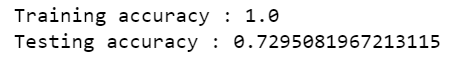 Training accuracy : 1.0
Testing accuracy : 0.7295081967213115